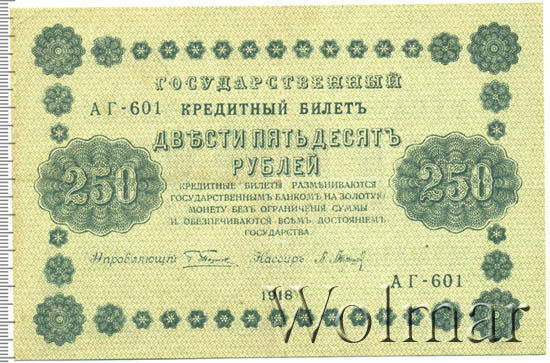 ГОСУДАРСТВЕННЫЙ
АГ-601 КРЕДИТНЫЙ БИЛЕТЪ
ДВѢСТИ ПЯТЬДЕСЯТЪ
РУБЛЕЙ
250
КРЕДИТНЫЕ БИЛЕТЫ РАЗМѢНИВАЮТСЯ
ГОСУДАРСТВЕННЫМЪ БАНКОМЪ НА ЗОЛОТУЮ
МОНЕТУ БЕЗЪ ОГРАНИЧЕНІЯ СУММЫ
И ОБЕЗПЕЧИВАЮТСЯ ВСѢМЪ ДОСТОЯНІЕМЪ
ГОСУДАРСТВА.
250
Управляющій Кассиръ
АГ-601
1918
Wolmar